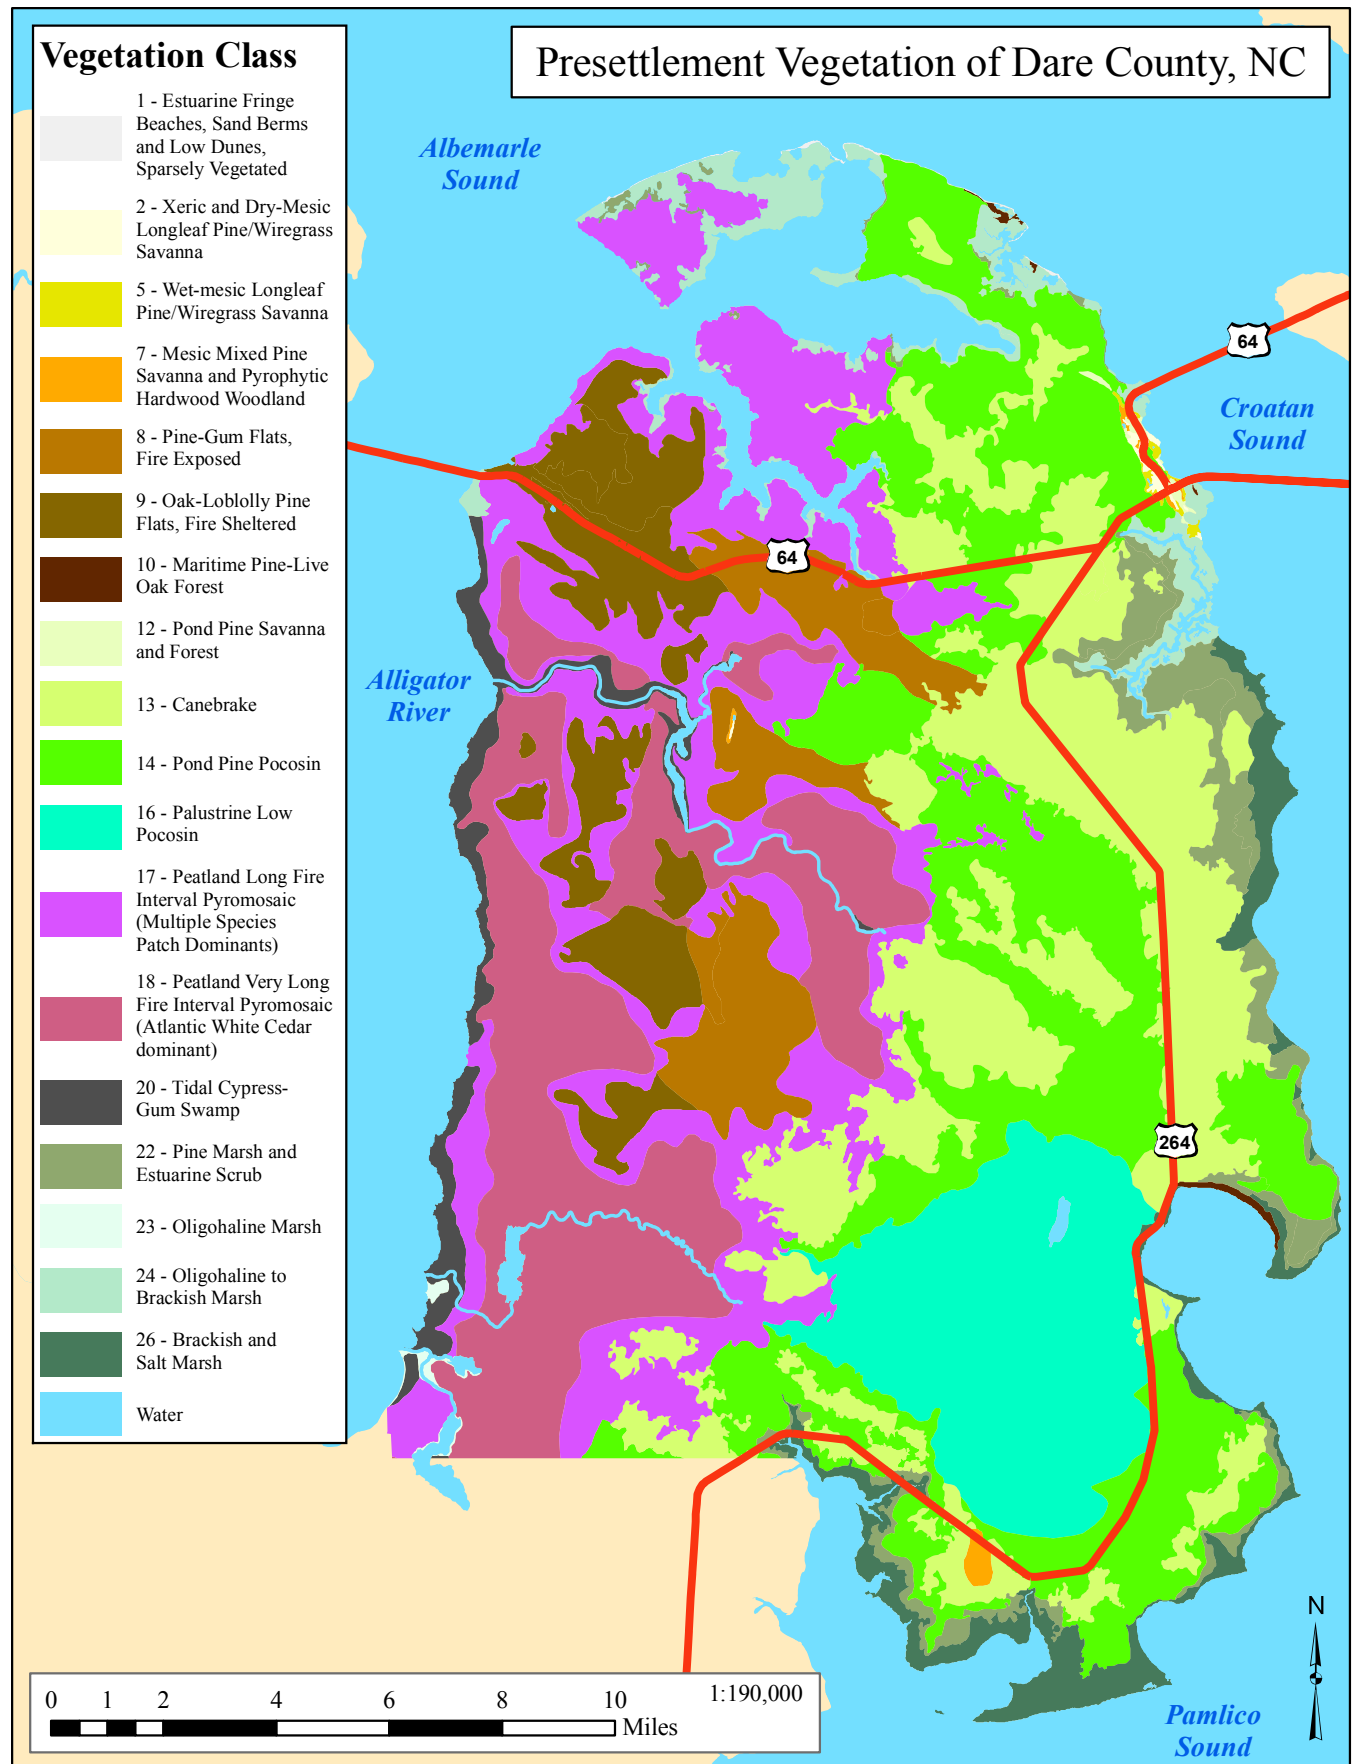 Presettlement Vegetation of Dare County, NC
Vegetation Class
1 - Estuarine Fringe
Beaches, Sand Berms
and Low Dunes,
Sparsely Vegetated
2 - Xeric and Dry-Mesic
Longleaf Pine/Wiregrass
Savanna
5 - Wet-mesic Longleaf
Pine/Wiregrass Savanna
7 - Mesic Mixed Pine
Savanna and Pyrophytic
Hardwood Woodland
8 - Pine-Gum Flats,
Fire Exposed
9 - Oak-Loblolly Pine
Flats, Fire Sheltered
10 - Maritime Pine-Live
Oak Forest
12 - Pond Pine Savanna
and Forest
13 - Canebrake
14 - Pond Pine Pocosin
16 - Palustrine Low
Pocosin
17 - Peatland Long Fire
Interval Pyromosaic
(Multiple Species
Patch Dominants)
18 - Peatland Very Long
Fire Interval Pyromosaic
(Atlantic White Cedar
dominant)
20 - Tidal Cypress-
Gum Swamp
22 - Pine Marsh and
Estuarine Scrub
23 - Oligohaline Marsh
24 - Oligohaline to
Brackish Marsh
26 - Brackish and
Salt Marsh
Water
Albemarle
Sound
64
Croatan
Sound
64
Alligator
River
264
N
0 1 2 4 6 8 10
Miles
1:190,000
Pamlico
Sound